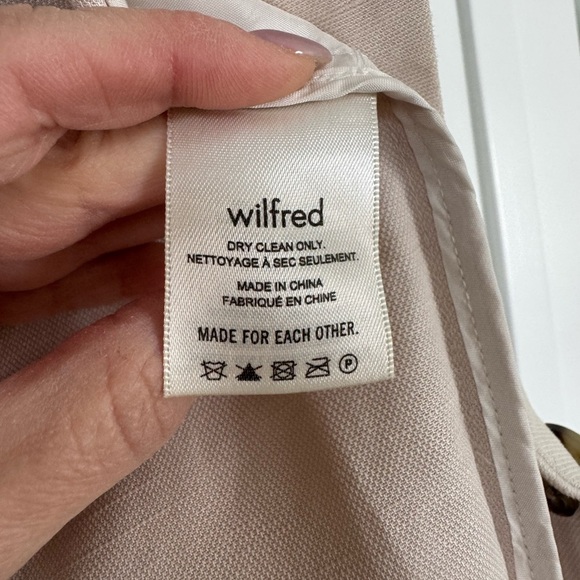 wilfred
DRY CLEAN ONLY.
NETTOYAGE À SEC SEULEMENT.
MADE IN CHINA
FABRIQUÉ EN CHINE
MADE FOR EACH OTHER.
P